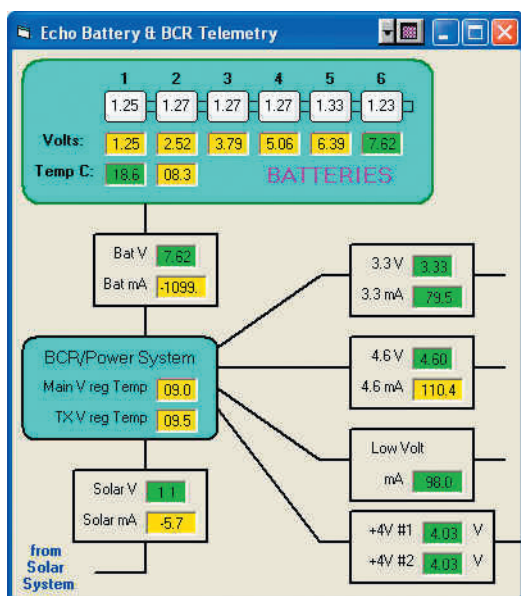 Echo Battery & BCR Telemetry
1 2 3 4 5 6
1.25 1.27 1.27 1.27 1.33 1.23
Volts: 1.25 2.52 3.79 5.06 6.39 7.62
Temp C: 18.6 08.3 BATTERIES
Bat V 7.62
Bat mA -1099.
3.3 V 3.33
3.3 mA 79.5
BCR/Power System
Main V reg Temp 09.0
TX V reg Temp 09.5
4.6 V 4.60
4.6 mA 110.4
Low Volt
mA 98.0
Solar V 1.1
Solar mA -5.7
+4V #1 4.03 V
+4V #2 4.03 V
from
Solar
System